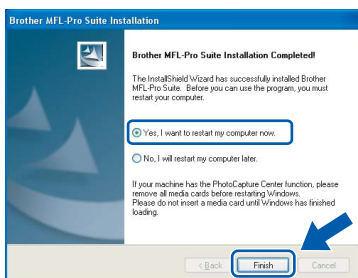 Brother MFL-Pro Suite Installation
Brother MFL-Pro Suite Installation Completed!
The InstallShield Wizard has successfully installed Brother
MFL-Pro Suite. Before you can use the program, you must
restart your computer.
Yes, I want to restart my computer now.
No, I will restart my computer later.
If your machine has the PhotoCapture Center function, please
remove all media cards before restarting Windows.
Please do not insert a media card until Windows has finished
loading.
< Back Finish Cancel